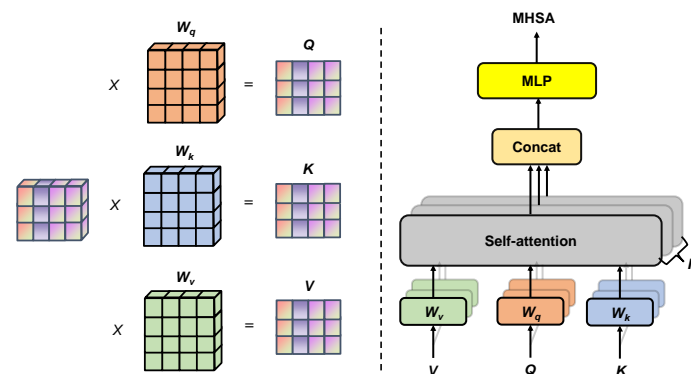 W_q
Q
X
=
W_k
K
X
=
W_v
V
X
=
MHSA
MLP
Concat
Self-attention
W_v
W_q
W_k
V
Q
K